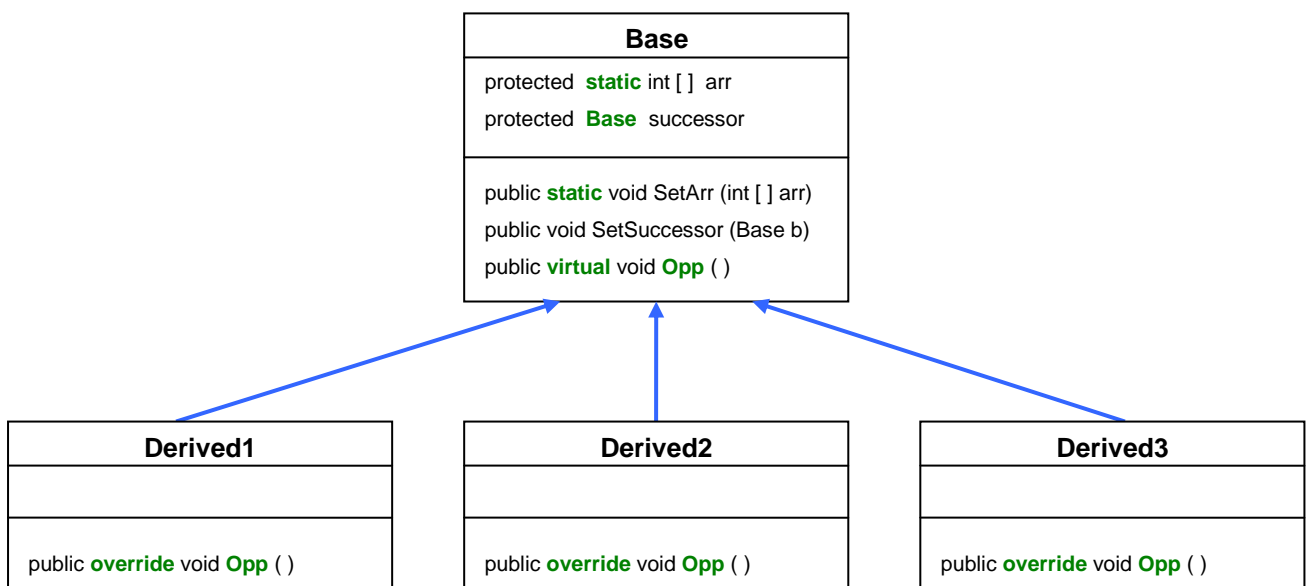 Base
protected static int [ ] arr
protected Base successor
public static void SetArr (int [ ] arr)
public void SetSuccessor (Base b)
public virtual void Opp ( )
Derived1
Derived2
Derived3
public override void Opp ( )
public override void Opp ( )
public override void Opp ( )